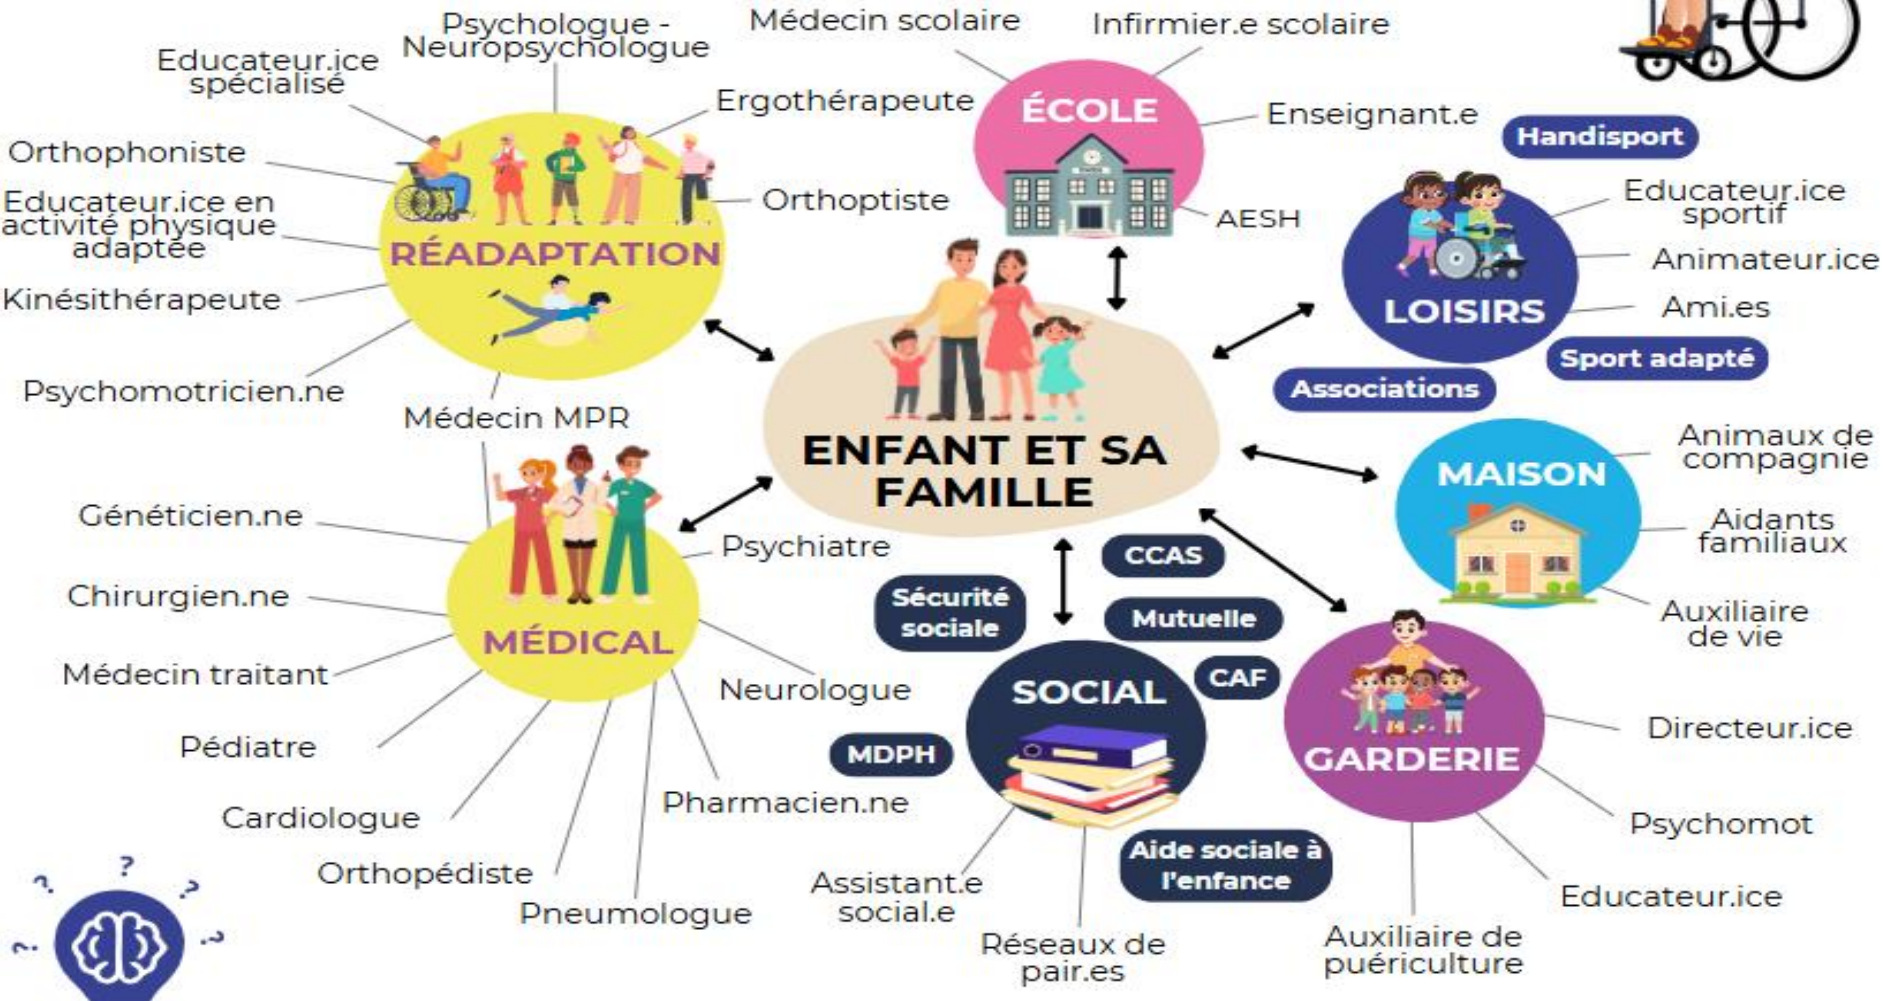 Psychologue -
Neuropsychologue
Médecin scolaire
Infirmier.e scolaire
Educateur.ice
spécialisé
Ergothérapeute
ÉCOLE
Enseignant.e
Handisport
Orthophoniste
Educateur.ice en
activité physique
adaptée
Orthoptiste
AESH
Educateur.ice
sportif
RÉADAPTATION
Animateur.ice
Kinésithérapeute
LOISIRS
Ami.es
Sport adapté
Psychomotricien.ne
Associations
Médecin MPR
ENFANT ET SA
FAMILLE
Animaux de
compagnie
MAISON
Généticien.ne
Aidants
familiaux
Psychiatre
CCAS
Chirurgien.ne
Sécurité
sociale
Mutuelle
Auxiliaire
de vie
MÉDICAL
Médecin traitant
Neurologue
SOCIAL
CAF
Directeur.ice
Pédiatre
MDPH
GARDERIE
Pharmacien.ne
Cardiologue
Psychomot
Aide sociale à
l'enfance
Orthopédiste
Assistant.e
social.e
Educateur.ice
Pneumologue
Réseaux de
pair.es
Auxiliaire de
puériculture
? ? ? ? ?